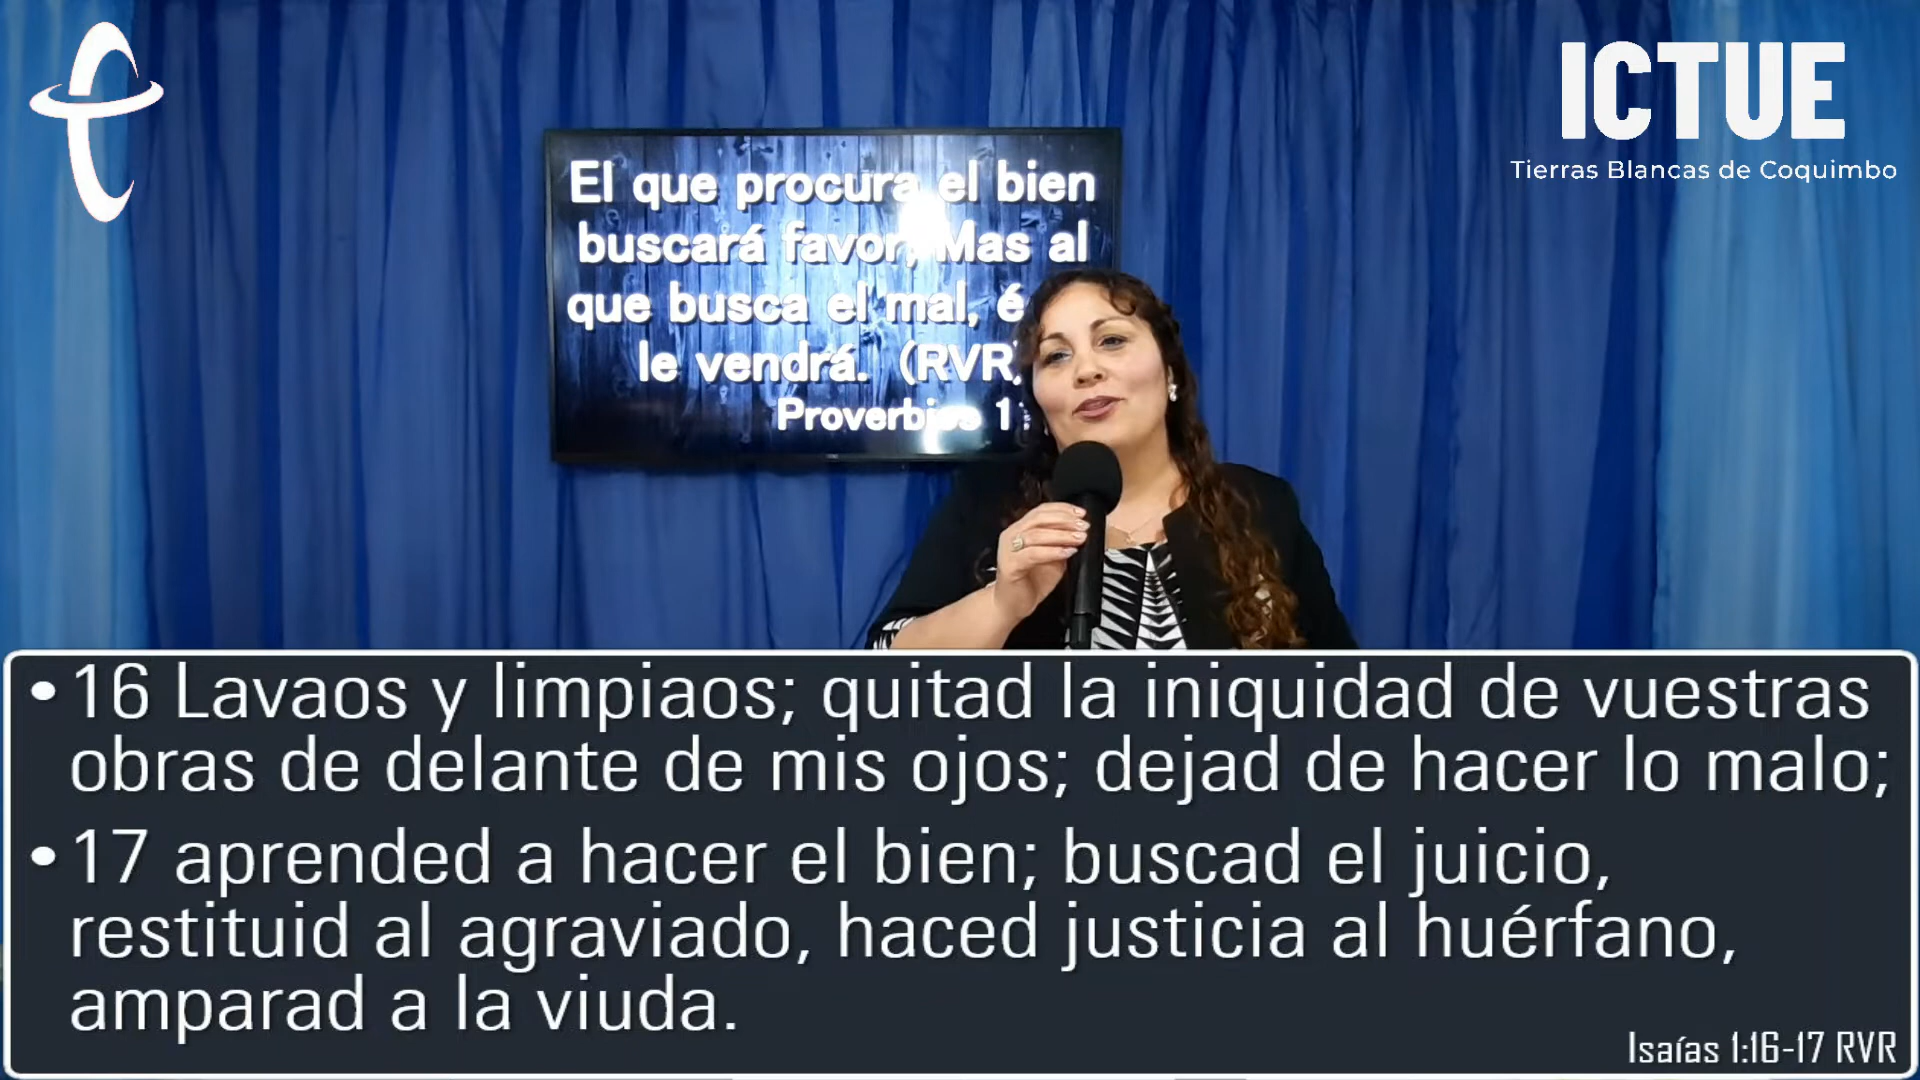 ICTUE
Tierras Blancas de Coquimbo
El que procura el bien
buscará favor, Mas al
que busca el mal,
le vendrá. (RVR)
Proverbios
•16 Lavaos y limpiaos; quitad la iniquidad de vuestras
obras de delante de mis ojos; dejad de hacer lo malo;
•17 aprended a hacer el bien; buscad el juicio,
restituid al agraviado, haced justicia al huérfano,
amparad a la viuda.
Isaías 1:16-17 RVR